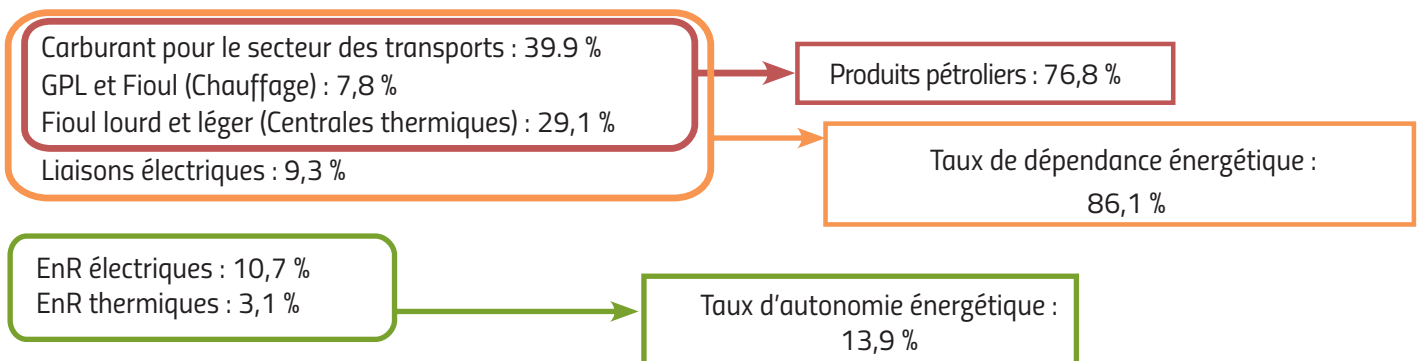 Carburant pour le secteur des transports : 39.9 %
GPL et Fioul (Chauffage) : 7,8 %
Fioul lourd et léger (Centrales thermiques) : 29,1 %
Liaisons électriques : 9,3 %
Produits pétroliers : 76,8 %
Taux de dépendance énergétique :
86,1 %
EnR électriques : 10,7 %
EnR thermiques : 3,1 %
Taux d'autonomie énergétique :
13,9 %